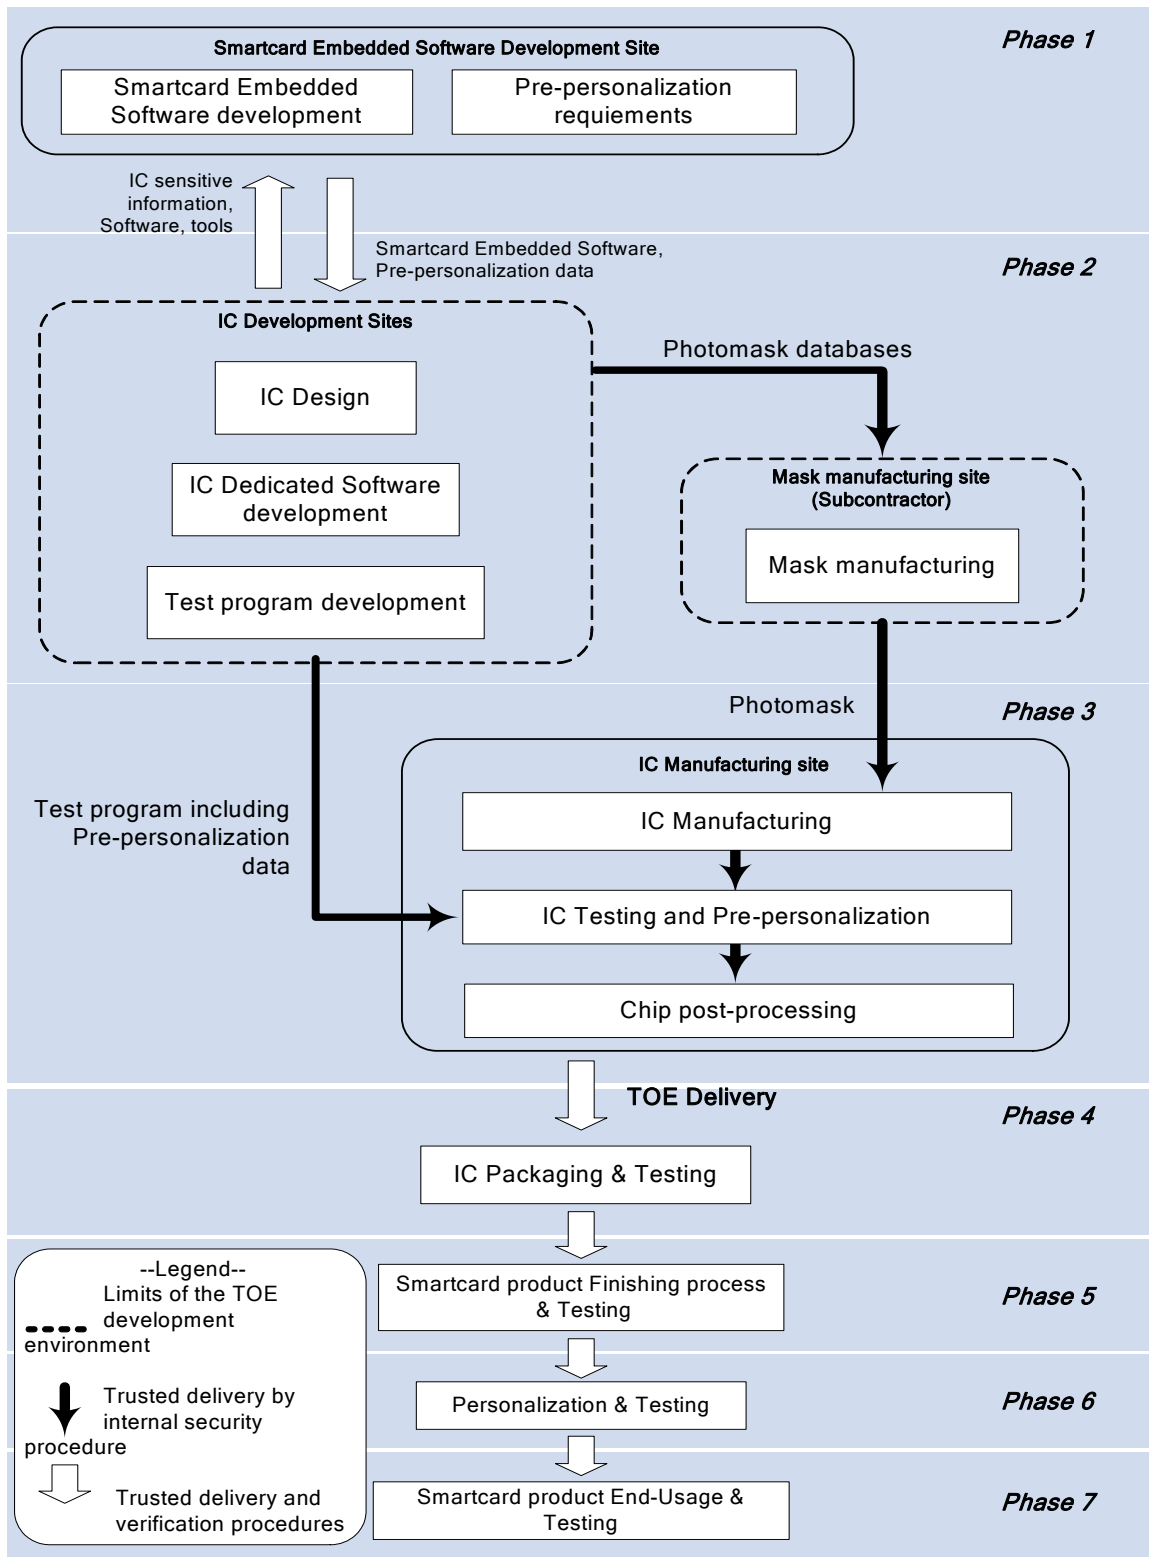 Smartcard Embedded Software Development Site
Phase 1
Smartcard Embedded
Software development
Pre-personalization
requiements
IC sensitive
information,
Software, tools
Smartcard Embedded Software,
Pre-personalization data
Phase 2
IC Development Sites
IC Design
IC Dedicated Software
development
Test program development
Photomask databases
Mask manufacturing site
(Subcontractor)
Mask manufacturing
Photomask
Phase 3
IC Manufacturing site
Test program including
Pre-personalization
data
IC Manufacturing
IC Testing and Pre-personalization
Chip post-processing
TOE Delivery
Phase 4
IC Packaging & Testing
--Legend--
Limits of the TOE
development
environment
Trusted delivery by
internal security
procedure
Trusted delivery and
verification procedures
Smartcard product Finishing process
& Testing
Phase 5
Personalization & Testing
Phase 6
Smartcard product End-Usage &
Testing
Phase 7